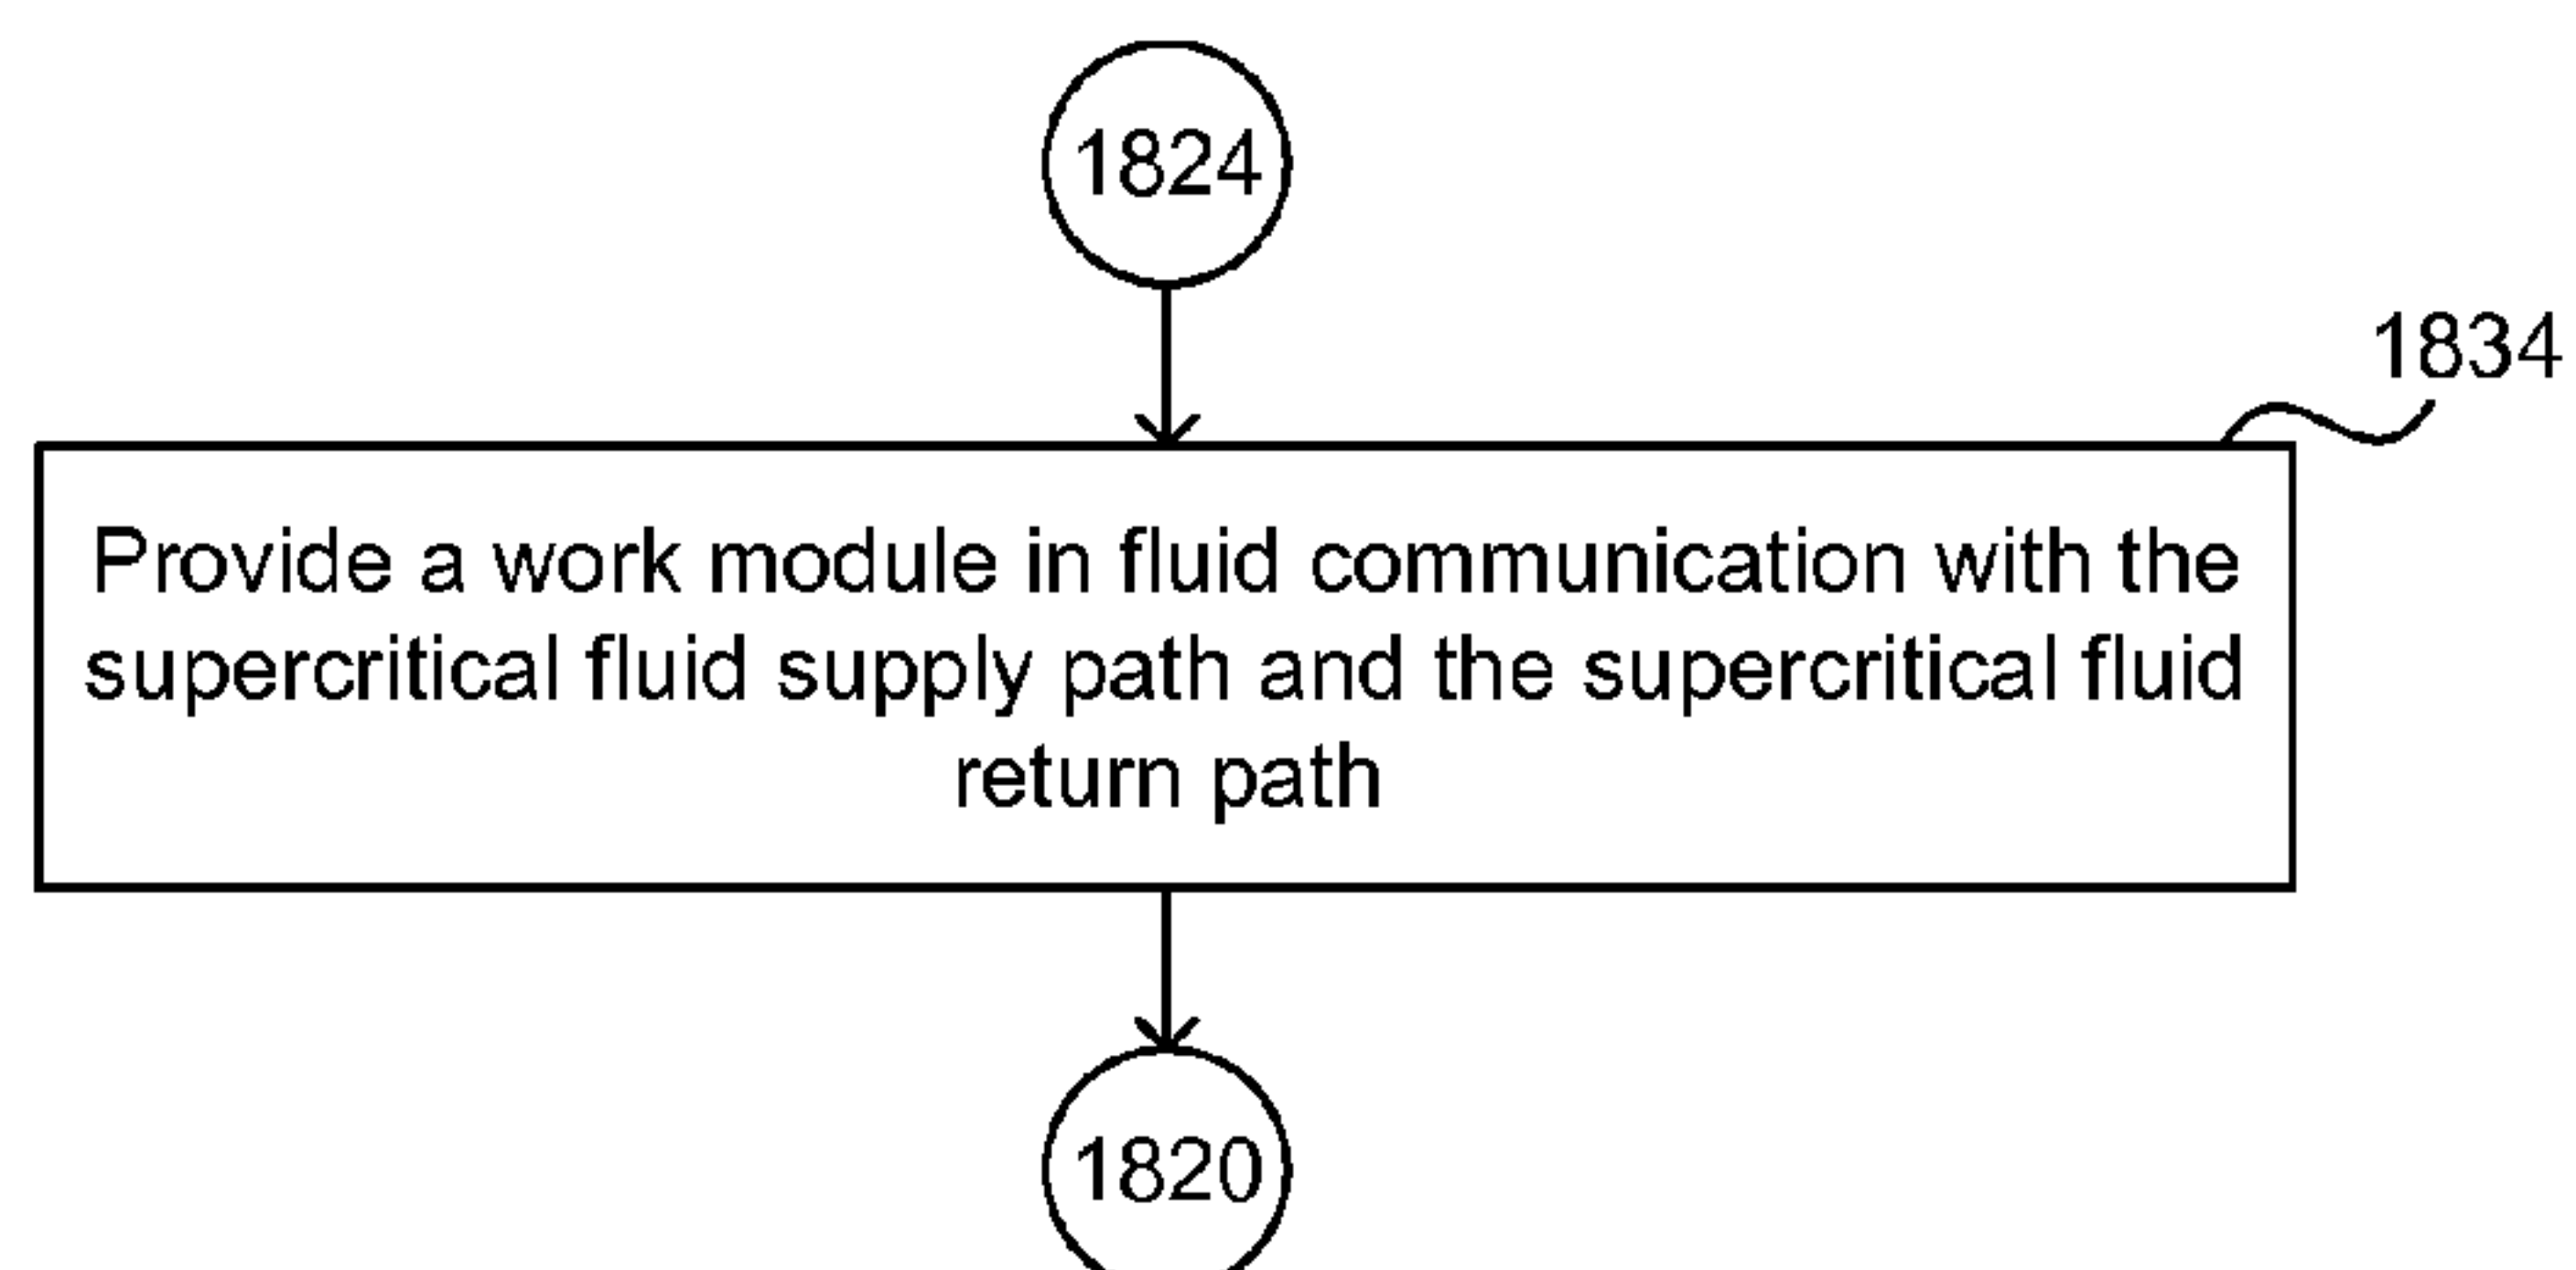 1824
1834
Provide a work module in fluid communication with the
supercritical fluid supply path and the supercritical fluid
return path
1820